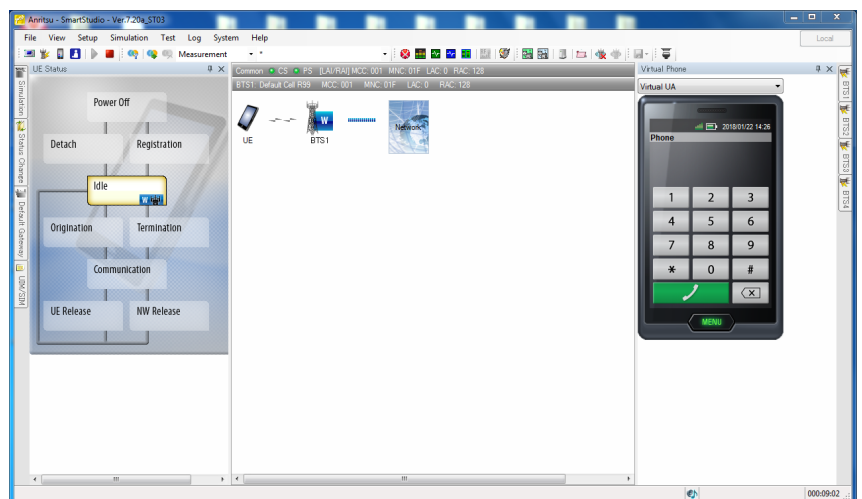 Anritsu - SmartStudio - Ver.7.20a_ST03
File View Setup Simulation Test Log System Help
Local
Measurement
UE Status
Simulation
Status Change
Default Gateway
UIM/SIM
Power Off
Detach
Registration
Idle
W
Origination
Termination
Communication
UE Release
NW Release
Common CS PS [LAI/RAI] MCC: 001 MNC: 01F LAC: 0 RAC: 128
BTS1: Default Cell R99 MCC: 001 MNC: 01F LAC: 0 RAC: 128
W
Network
UE
BTS1
Virtual Phone
Virtual UA
2018/01/22 14:26
Phone
1 2 3
4 5 6
7 8 9
* 0 #
MENU
BTS1
BTS2
BTS3
BTS4
000:09:02